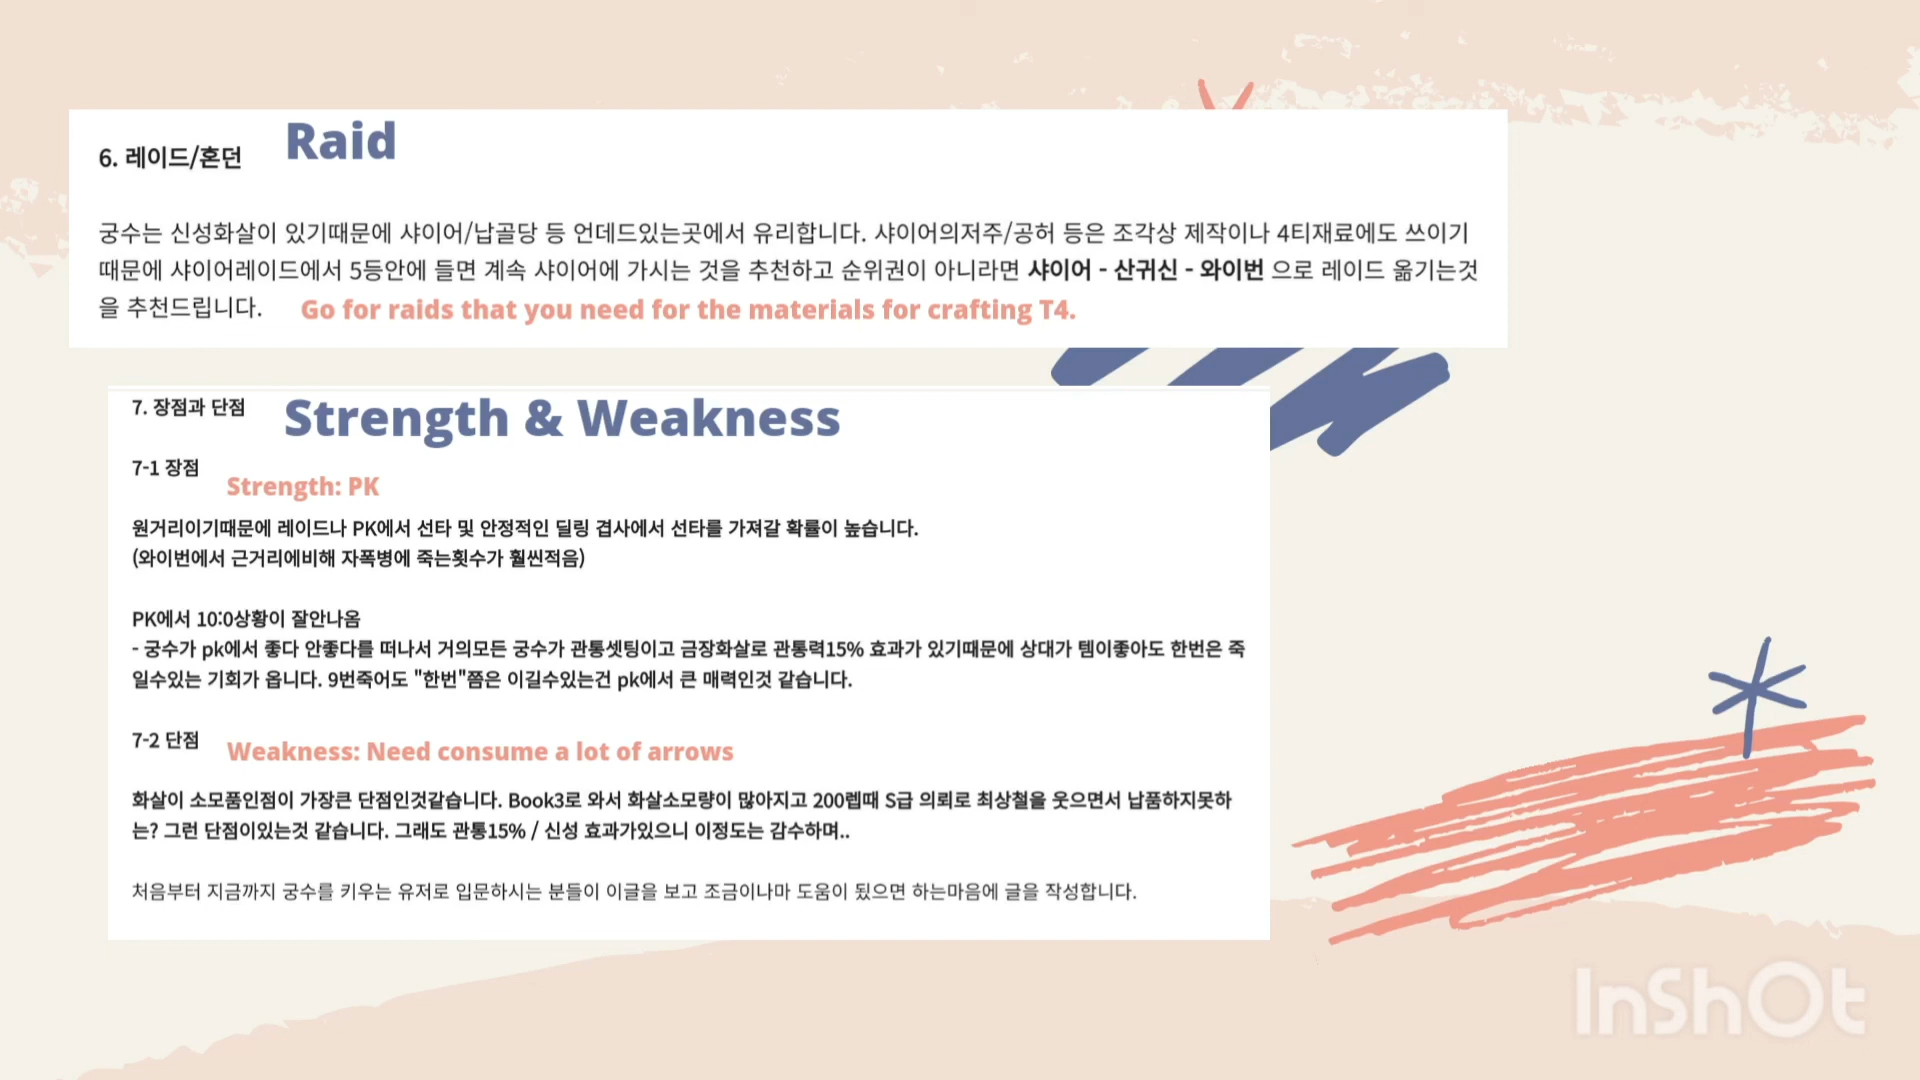 Raid
6. 레이드/혼던
궁수는 신성화살이 있기때문에 샤이어/납골당 등 언데드있는곳에서 유리합니다. 샤이어의저주/공허 등은 조각상 제작이나 4티재료에도 쓰이기
때문에 샤이어레이드에서 5등안에 들면 계속 샤이어에 가시는 것을 추천하고 순위권이 아니라면 샤이어 - 산귀신 - 와이번 으로 레이드 옮기는것
을 추천드립니다.
Go for raids that you need for the materials for crafting T4.
7. 장점과 단점
Strength & Weakness
7-1 장점
Strength: PK
원거리이기때문에 레이드나 PK에서 선타 및 안정적인 딜링 겹사에서 선타를 가져갈 확률이 높습니다.
(와이번에서 근거리에비해 자폭병에 죽는횟수가 훨씬적음)
PK에서 10:0상황이 잘안나옴
- 궁수가 pk에서 좋다 안좋다를 떠나서 거의모든 궁수가 관통셋팅이고 금장화살로 관통력15% 효과가 있기때문에 상대가 템이좋아도 한번은 죽
일수있는 기회가 옵니다. 9번죽어도 "한번"쯤은 이길수있는건 pk에서 큰 매력인것 같습니다.
7-2 단점
Weakness: Need consume a lot of arrows
화살이 소모품인점이 가장큰 단점인것같습니다. Book3로 와서 화살소모량이 많아지고 200렙때 S급 의뢰로 최상철을 웃으면서 납품하지못하
는? 그런 단점이있는것 같습니다. 그래도 관통15% / 신성 효과가있으니 이정도는 감수하며..
처음부터 지금까지 궁수를 키우는 유저로 입문하시는 분들이 이글을 보고 조금이나마 도움이 됬으면 하는마음에 글을 작성합니다.
InShOt